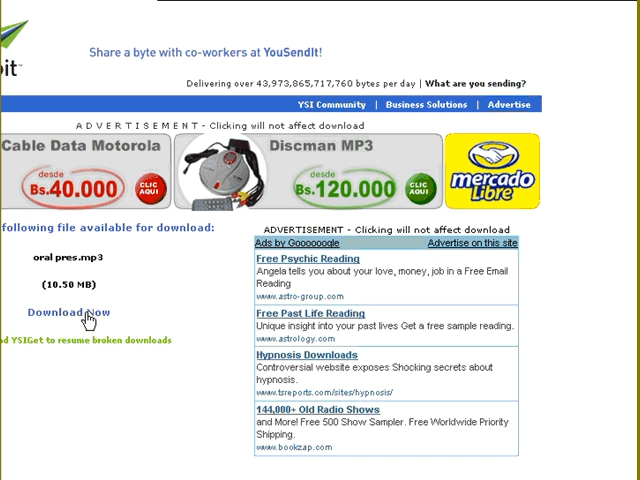 Share a byte with co-workers at YouSendIt!
Delivering over 43,973,865,717,760 bytes per day | What are you sending?
YSI Community | Business Solutions | Advertise
ADVERTISEMENT - Clicking will not affect download
Cable Data Motorola
desde
Bs.40.000
CLIC AQUI
Discman MP3
desde
Bs.120.000
CLIC AQUI
mercado
Libre
following file available for download:
oral pres.mp3
(10.50 MB)
Download Now
YSIGet to resume broken downloads
ADVERTISEMENT - Clicking will not affect download
Ads by Goooooogle Advertise on this site
Free Psychic Reading
Angela tells you about your love, money, job in a Free Email
Reading
www.astro-group.com
Free Past Life Reading
Unique insight into your past lives Get a free sample reading.
www.astrology.com
Hypnosis Downloads
Controversial website exposes Shocking secrets about
hypnosis.
www.tsreports.com/sites/hypnosis/
144,000+ Old Radio Shows
and More! Free 500 Show Sampler. Free Worldwide Priority
Shipping.
www.bookzap.com